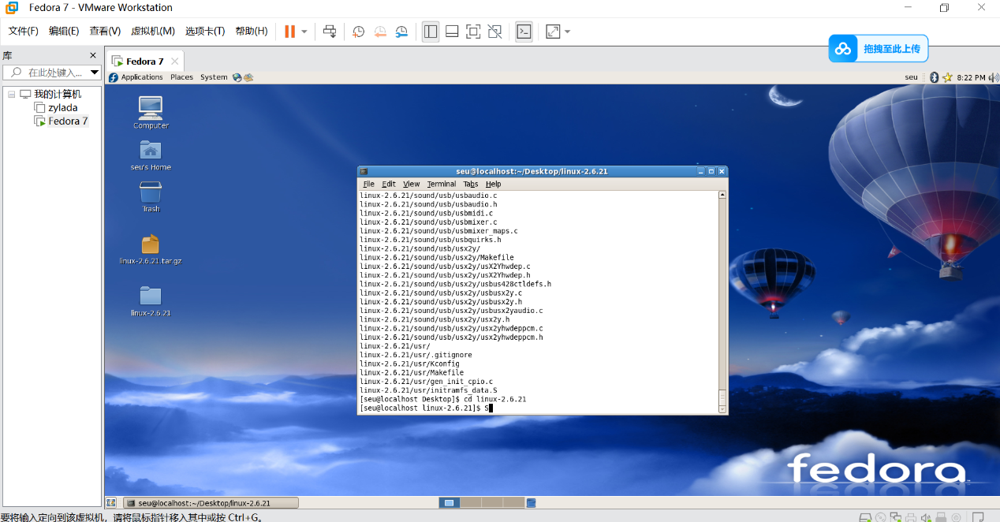 Fedora 7 - VMware Workstation
文件(F) 编辑(E) 查看(V) 虚拟机(M) 选项卡(T) 帮助(H)
拖拽至此上传
库
Fedora 7
在此处键入...
Applications Places System
seu 8:22 PM
我的计算机
zylada
Fedora 7
Computer
seu's Home
Trash
linux-2.6.21.tar.gz
linux-2.6.21
seu@localhost:~/Desktop/linux-2.6.21
File Edit View Terminal Tabs Help
linux-2.6.21/sound/usb/usbaudio.c
linux-2.6.21/sound/usb/usbaudio.h
linux-2.6.21/sound/usb/usbmidi.c
linux-2.6.21/sound/usb/usbmixer.c
linux-2.6.21/sound/usb/usbmixer_maps.c
linux-2.6.21/sound/usb/usbquirks.h
linux-2.6.21/sound/usb/usx2y/
linux-2.6.21/sound/usb/usx2y/Makefile
linux-2.6.21/sound/usb/usx2y/usX2Yhwdep.c
linux-2.6.21/sound/usb/usx2y/usX2Yhwdep.h
linux-2.6.21/sound/usb/usx2y/usbus428ctldefs.h
linux-2.6.21/sound/usb/usx2y/usbusx2y.c
linux-2.6.21/sound/usb/usx2y/usbusx2y.h
linux-2.6.21/sound/usb/usx2y/usbusx2yaudio.c
linux-2.6.21/sound/usb/usx2y/usx2y.h
linux-2.6.21/sound/usb/usx2y/usx2yhwdeppcm.c
linux-2.6.21/sound/usb/usx2y/usx2yhwdeppcm.h
linux-2.6.21/usr/
linux-2.6.21/usr/.gitignore
linux-2.6.21/usr/Kconfig
linux-2.6.21/usr/Makefile
linux-2.6.21/usr/gen_init_cpio.c
linux-2.6.21/usr/initramfs_data.S
[seu@localhost Desktop]$ cd linux-2.6.21
[seu@localhost linux-2.6.21]$ S
fedora
seu@localhost:~/Desktop/linux-2.6.21
要将输入定向到该虚拟机，请将鼠标指针移入其中或按 Ctrl+G。